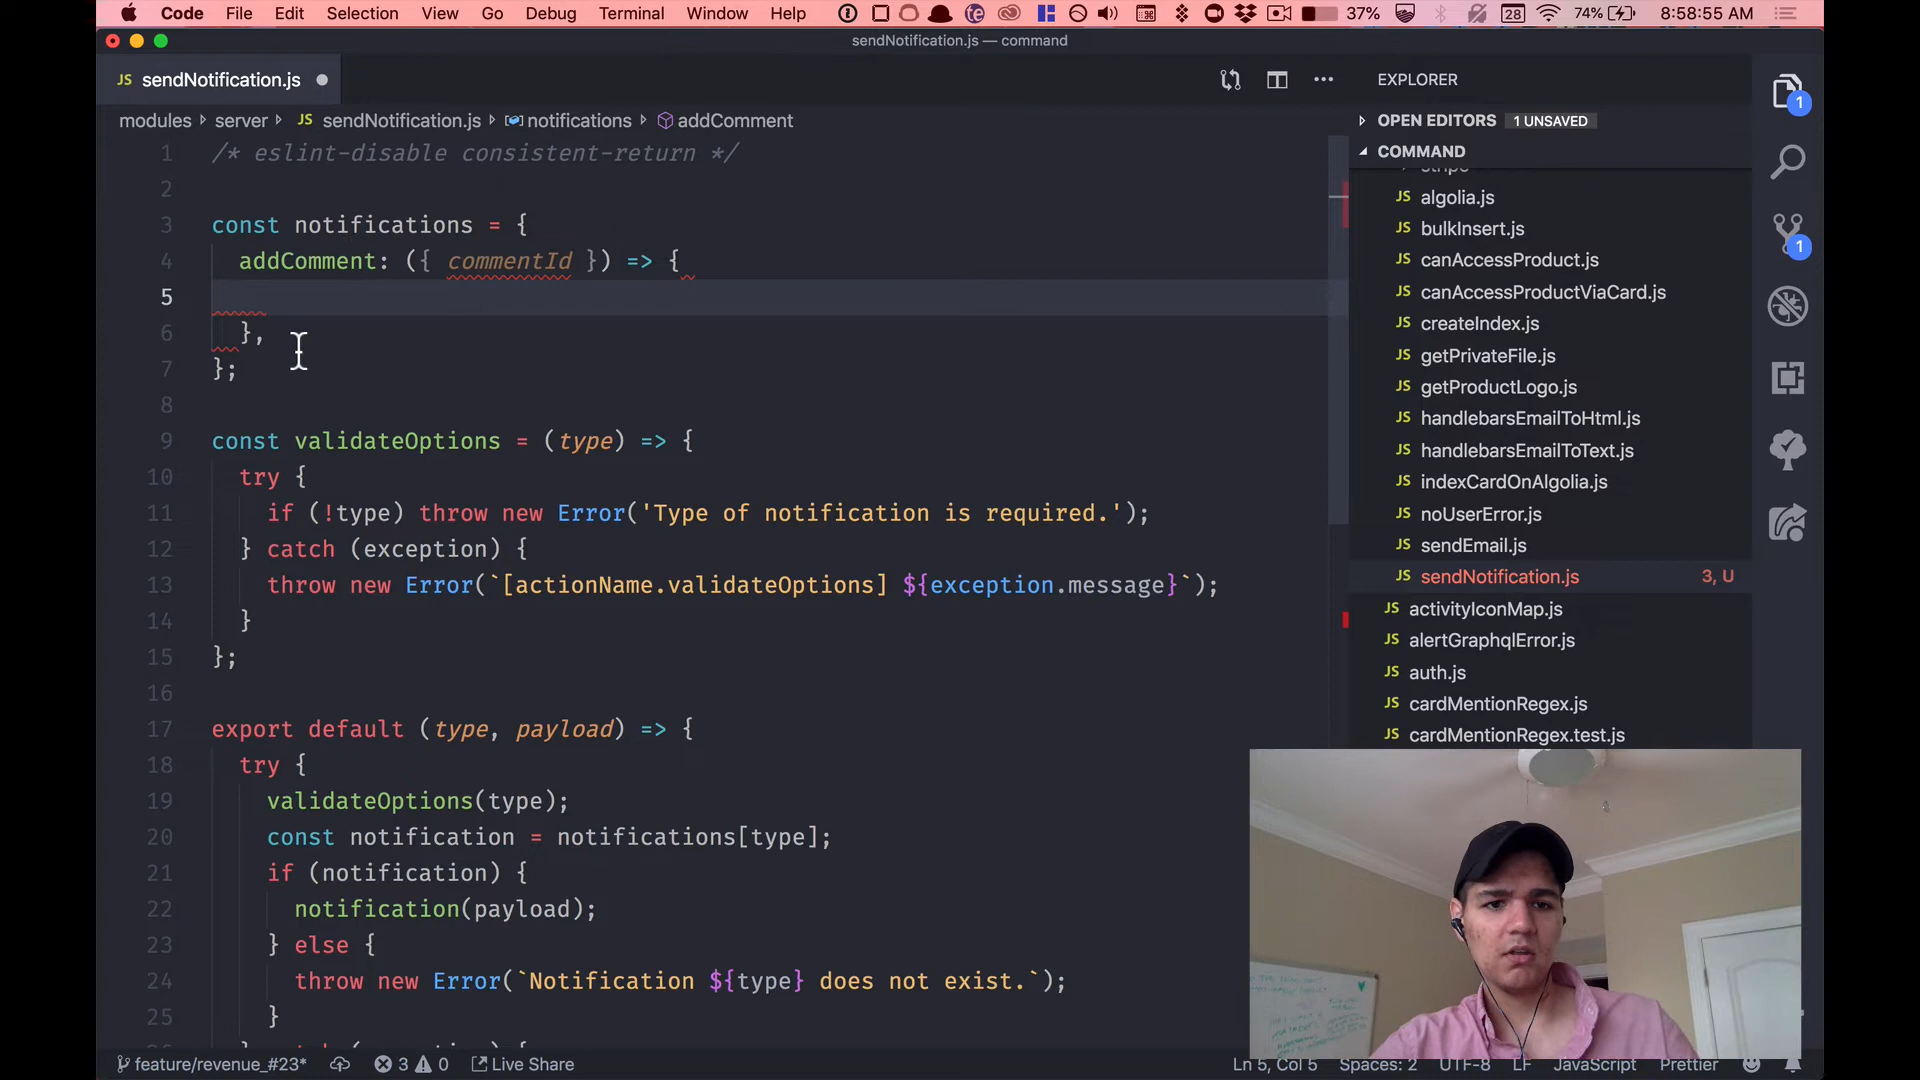 Code File Edit Selection View Go Debug Terminal Window Help 37% 28 74% 8:58:55 AM
sendNotification.js — command
JS sendNotification.js
EXPLORER
modules server JS sendNotification.js notifications addComment
OPEN EDITORS 1 UNSAVED
COMMAND
1 /* eslint-disable consistent-return */
2
3 const notifications = {
4 addComment: ({ commentId }) => {
5
6 },
7 };
8
9 const validateOptions = (type) => {
10 try {
11 if (!type) throw new Error('Type of notification is required.');
12 } catch (exception) {
13 throw new Error(`[actionName.validateOptions] ${exception.message}`);
14 }
15 };
16
17 export default (type, payload) => {
18 try {
19 validateOptions(type);
20 const notification = notifications[type];
21 if (notification) {
22 notification(payload);
23 } else {
24 throw new Error(`Notification ${type} does not exist.`);
25 }
stripe
JS algolia.js
JS bulkInsert.js
JS canAccessProduct.js
JS canAccessProductViaCard.js
JS createIndex.js
JS getPrivateFile.js
JS getProductLogo.js
JS handlebarsEmailToHtml.js
JS handlebarsEmailToText.js
JS indexCardOnAlgolia.js
JS noUserError.js
JS sendEmail.js
JS sendNotification.js 3, U
JS activityIconMap.js
JS alertGraphqlError.js
JS auth.js
JS cardMentionRegex.js
JS cardMentionRegex.test.js
1
1
feature/revenue_#23* 3 0 Live Share Ln 5, Col 5 Spaces: 2 UTF-8 LF JavaScript Prettier